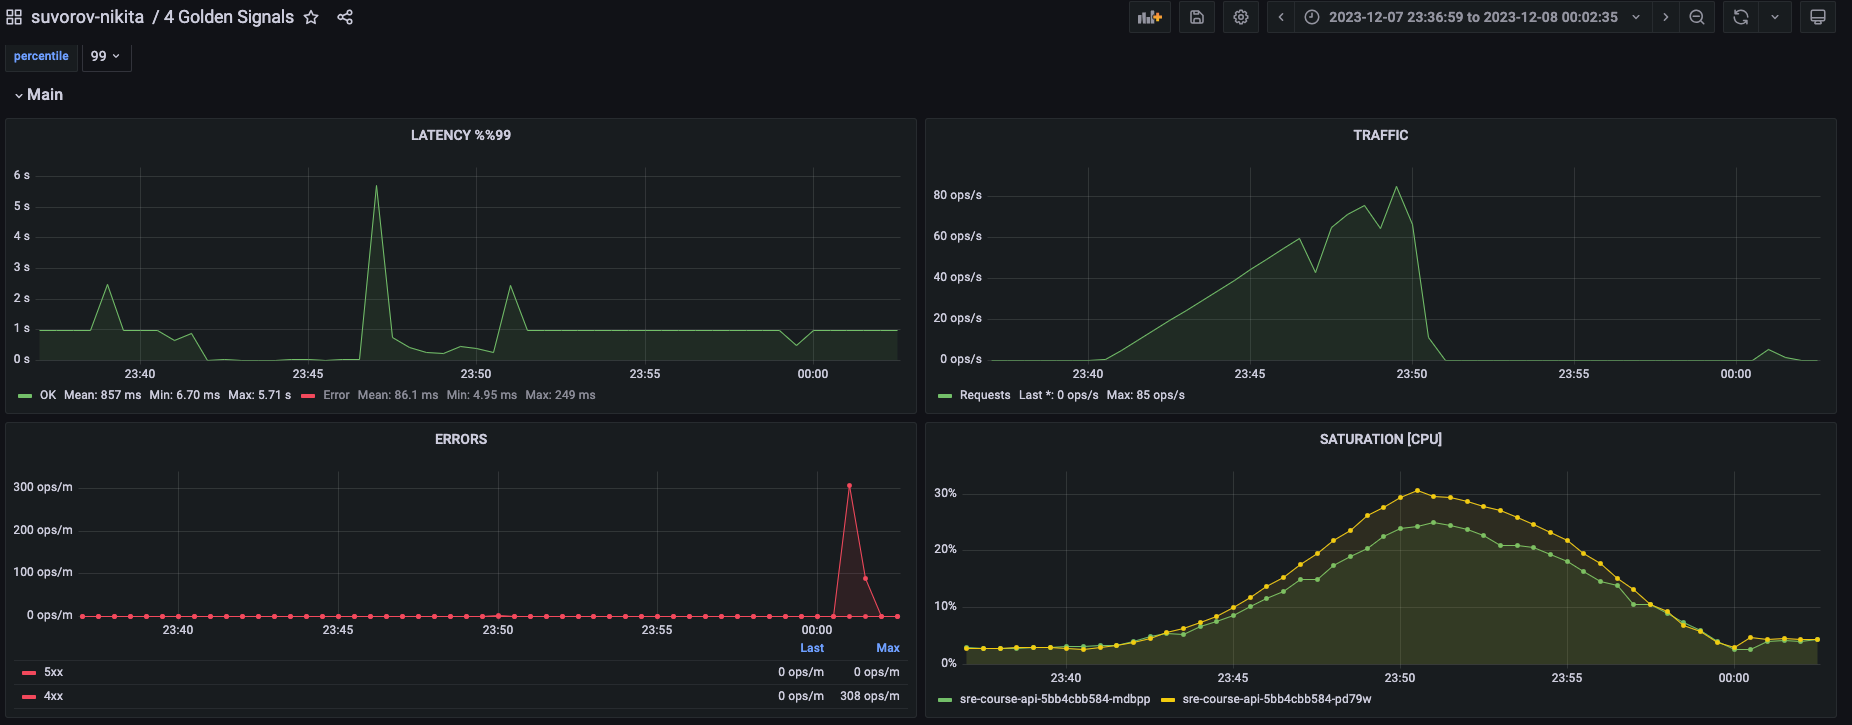 suvorov-nikita / 4 Golden Signals
2023-12-07 23:36:59 to 2023-12-08 00:02:35
percentile 99
Main
LATENCY %%99
6 s
5 s
4 s
3 s
2 s
1 s
0 s
23:40 23:45 23:50 23:55 00:00
OK Mean: 857 ms Min: 6.70 ms Max: 5.71 s Error Mean: 86.1 ms Min: 4.95 ms Max: 249 ms
TRAFFIC
80 ops/s
60 ops/s
40 ops/s
20 ops/s
0 ops/s
23:40 23:45 23:50 23:55 00:00
Requests Last *: 0 ops/s Max: 85 ops/s
ERRORS
300 ops/m
200 ops/m
100 ops/m
0 ops/m
23:40 23:45 23:50 23:55 00:00
Last Max
5xx 0 ops/m 0 ops/m
4xx 0 ops/m 308 ops/m
SATURATION [CPU]
30%
20%
10%
0%
23:40 23:45 23:50 23:55 00:00
sre-course-api-5bb4cbb584-mdbpp sre-course-api-5bb4cbb584-pd79w